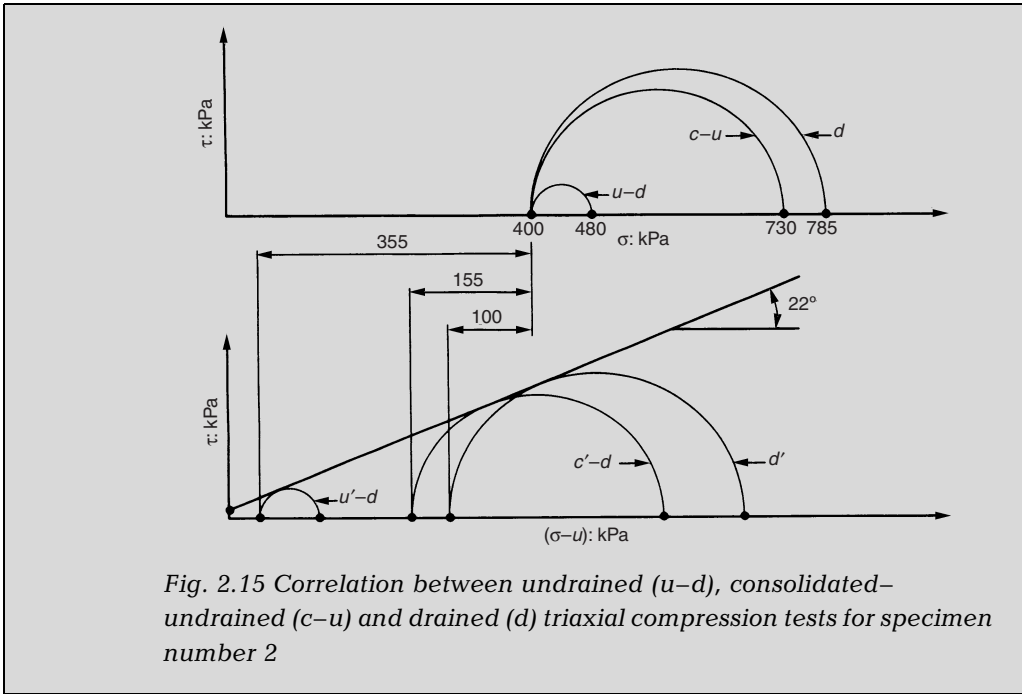 τ: kPa
c–u
d
u–d
400
480
730
785
σ: kPa
355
155
100
22°
τ: kPa
c′–d
d′
u′–d
(σ–u): kPa
Fig. 2.15 Correlation between undrained (u–d), consolidated–
undrained (c–u) and drained (d) triaxial compression tests for specimen
number 2